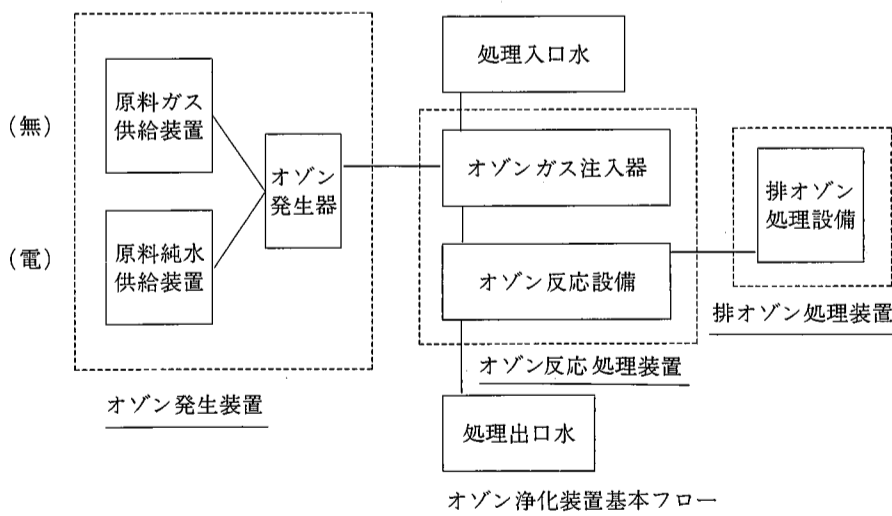 (無)
原料ガス
供給装置
(電)
原料純水
供給装置
オゾン
発生器
オゾン発生装置
処理入口水
オゾンガス注入器
オゾン反応設備
オゾン反応処理装置
処理出口水
排オゾン
処理設備
排オゾン処理装置
オゾン浄化装置基本フロー